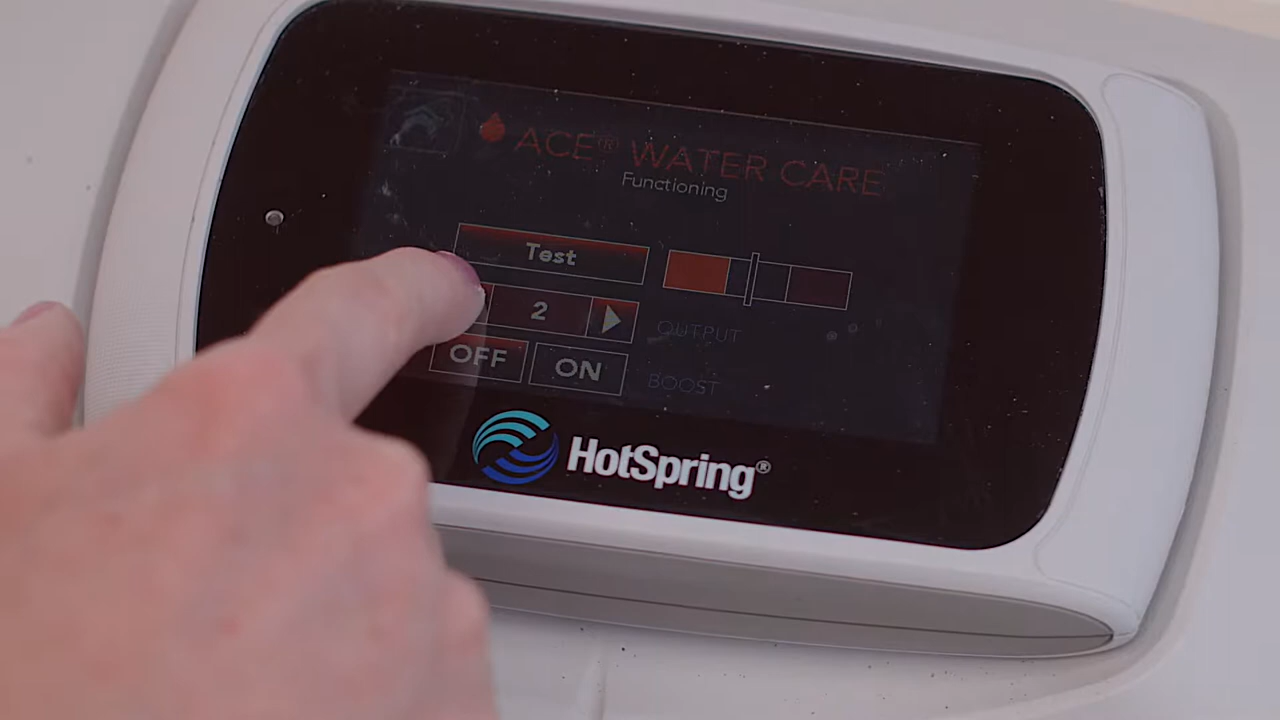 ACE® WATER CARE
Functioning
Test
2
OUTPUT
OFF ON
BOOST
HotSpring®